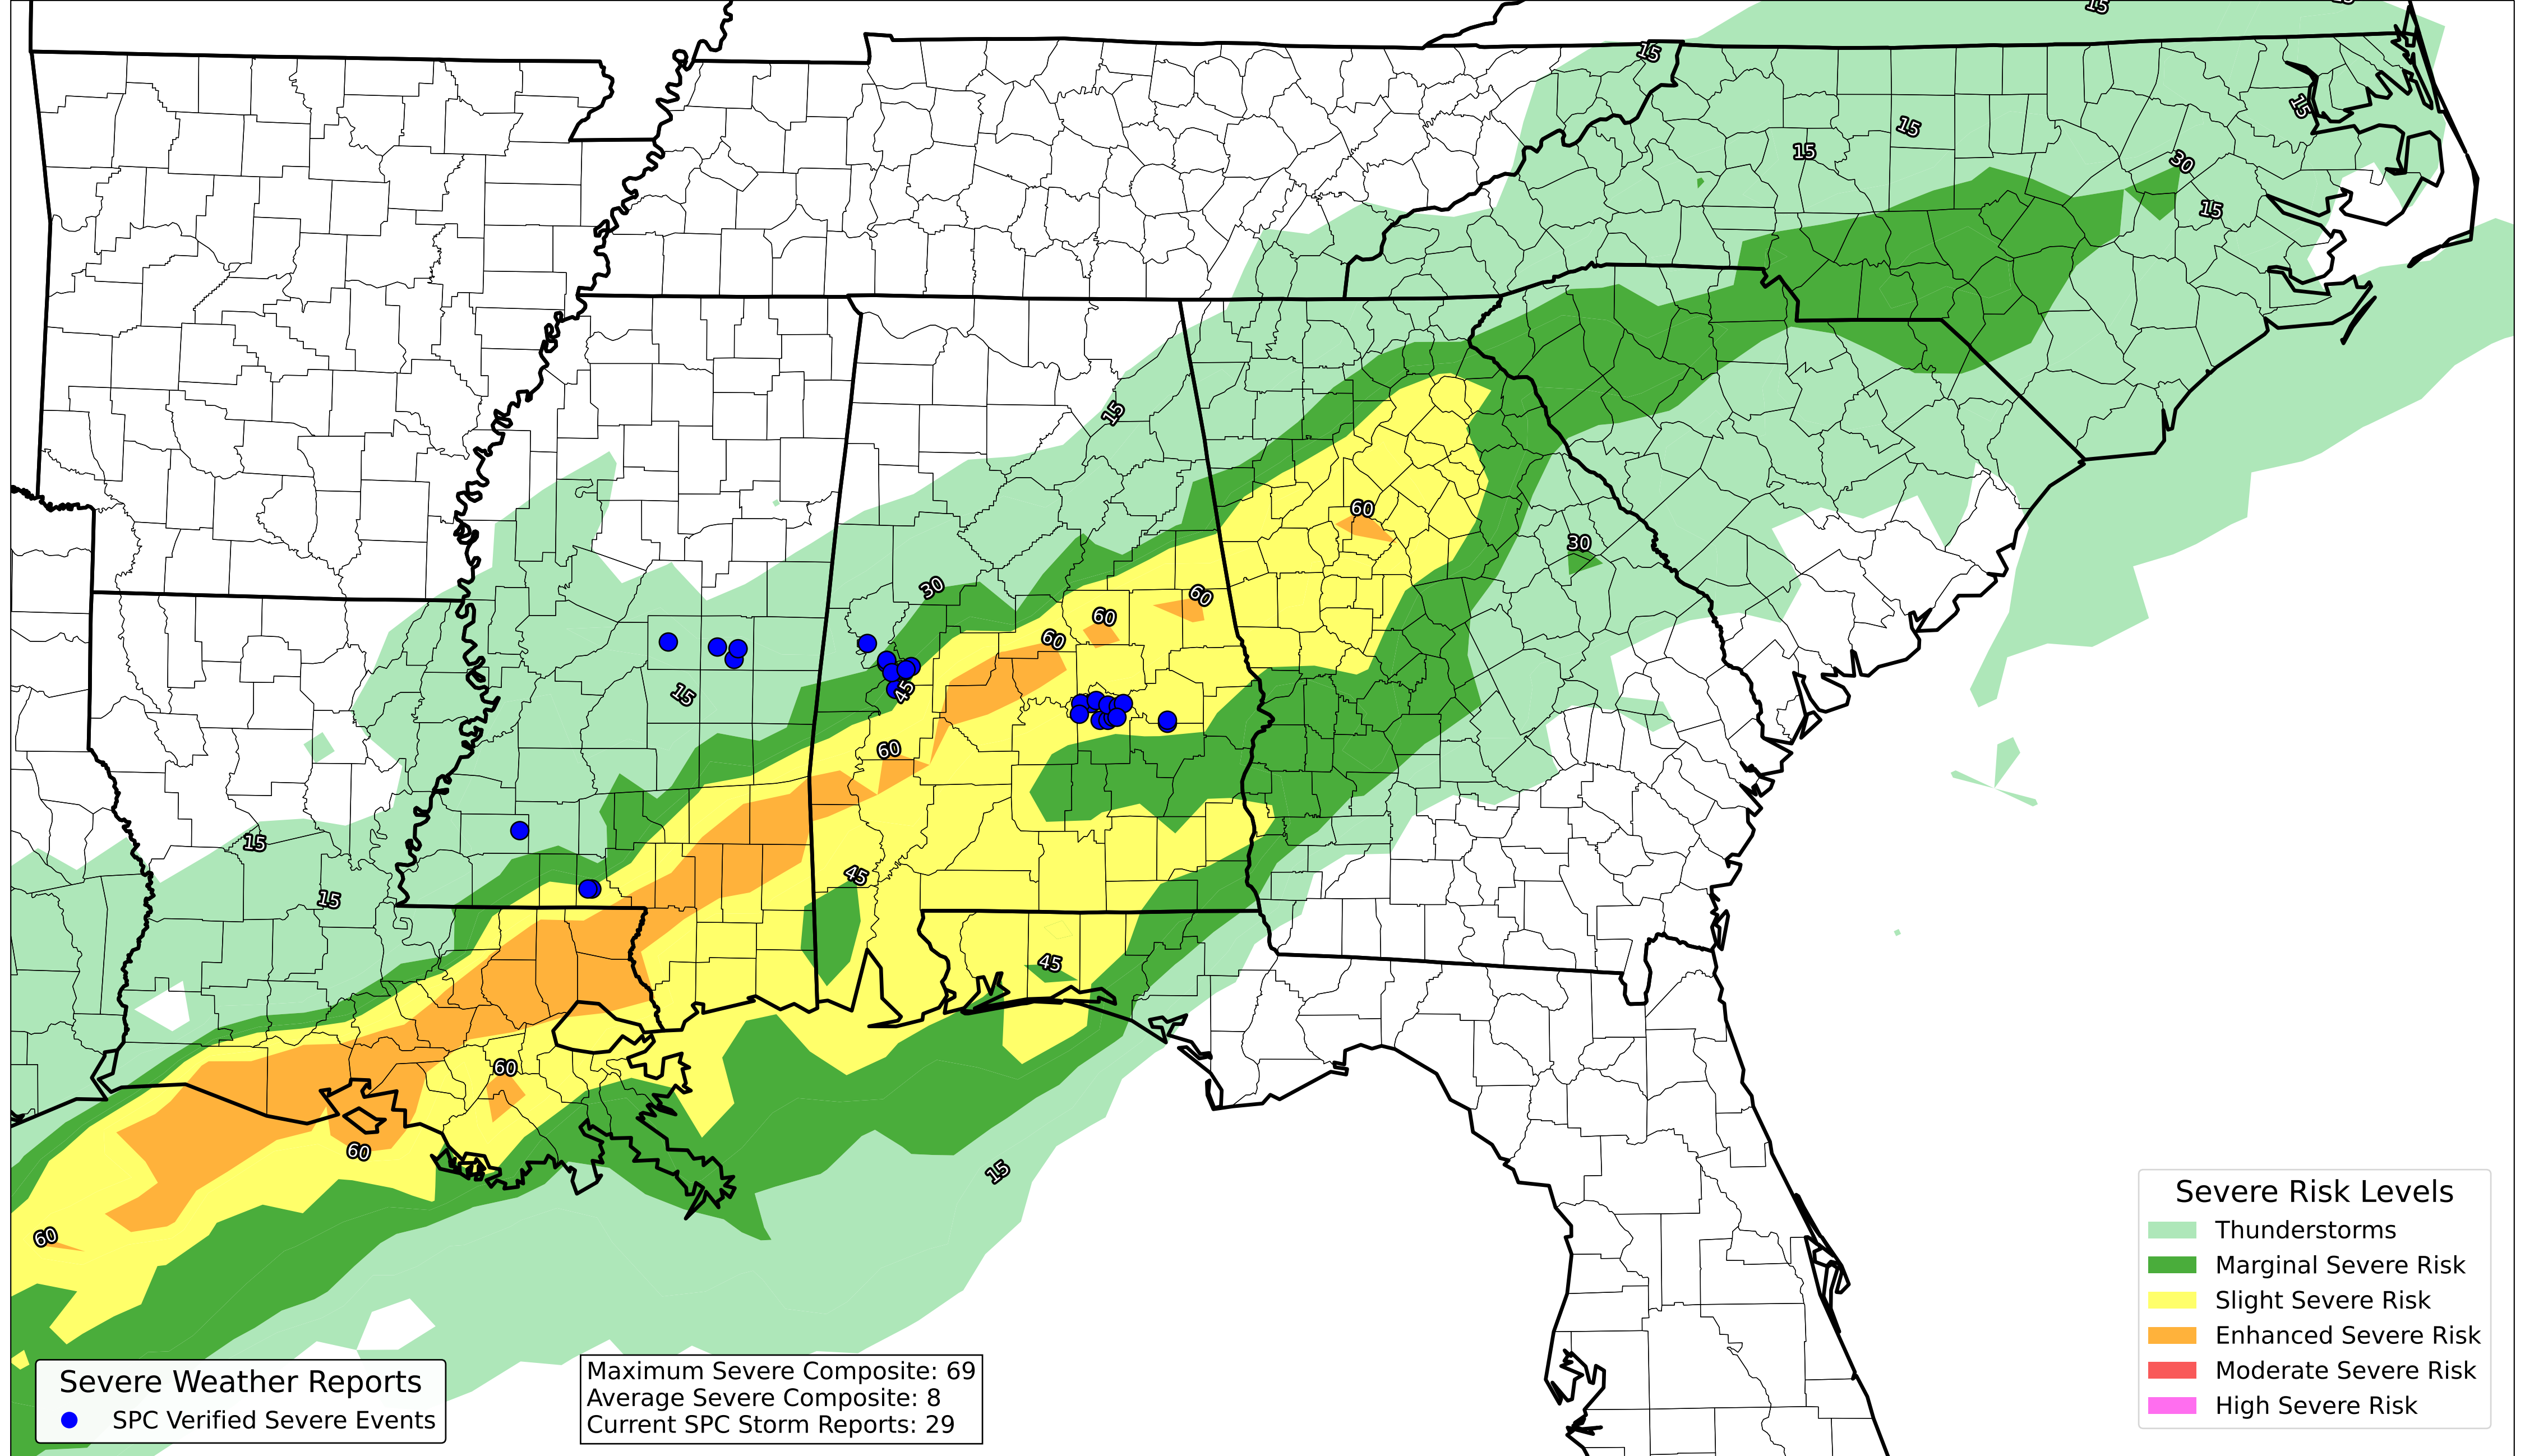 15
15
15
15
15
15
30
15
15
60
30
30
60
60
60
15
45
60
15
45
15
45
60
60
15
60
Severe Risk Levels
Thunderstorms
Marginal Severe Risk
Slight Severe Risk
Enhanced Severe Risk
Moderate Severe Risk
High Severe Risk
Severe Weather Reports
SPC Verified Severe Events
Maximum Severe Composite: 69
Average Severe Composite: 8
Current SPC Storm Reports: 29